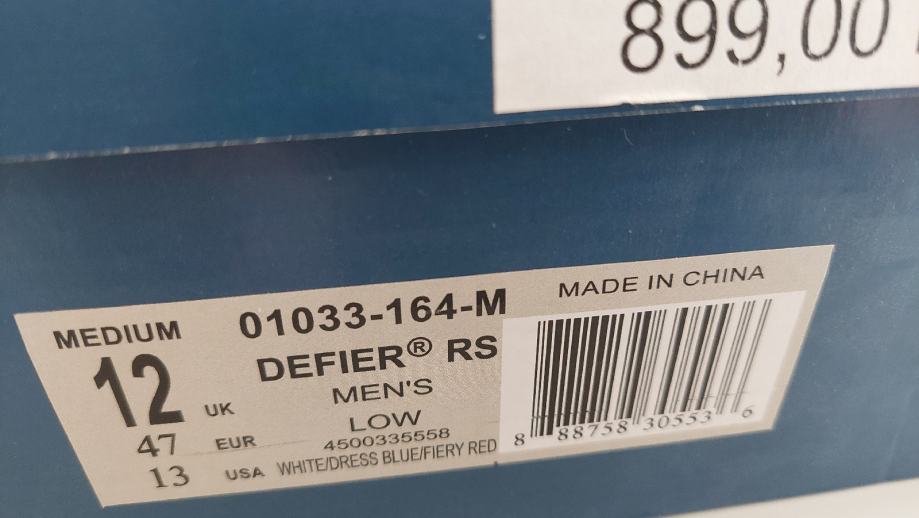 899,00
MEDIUM
12 UK
47 EUR
13 USA
01033-164-M
DEFIER® RS
MEN'S
LOW
4500335558
WHITE/DRESS BLUE/FIERY RED
MADE IN CHINA
8 88758 30553 6